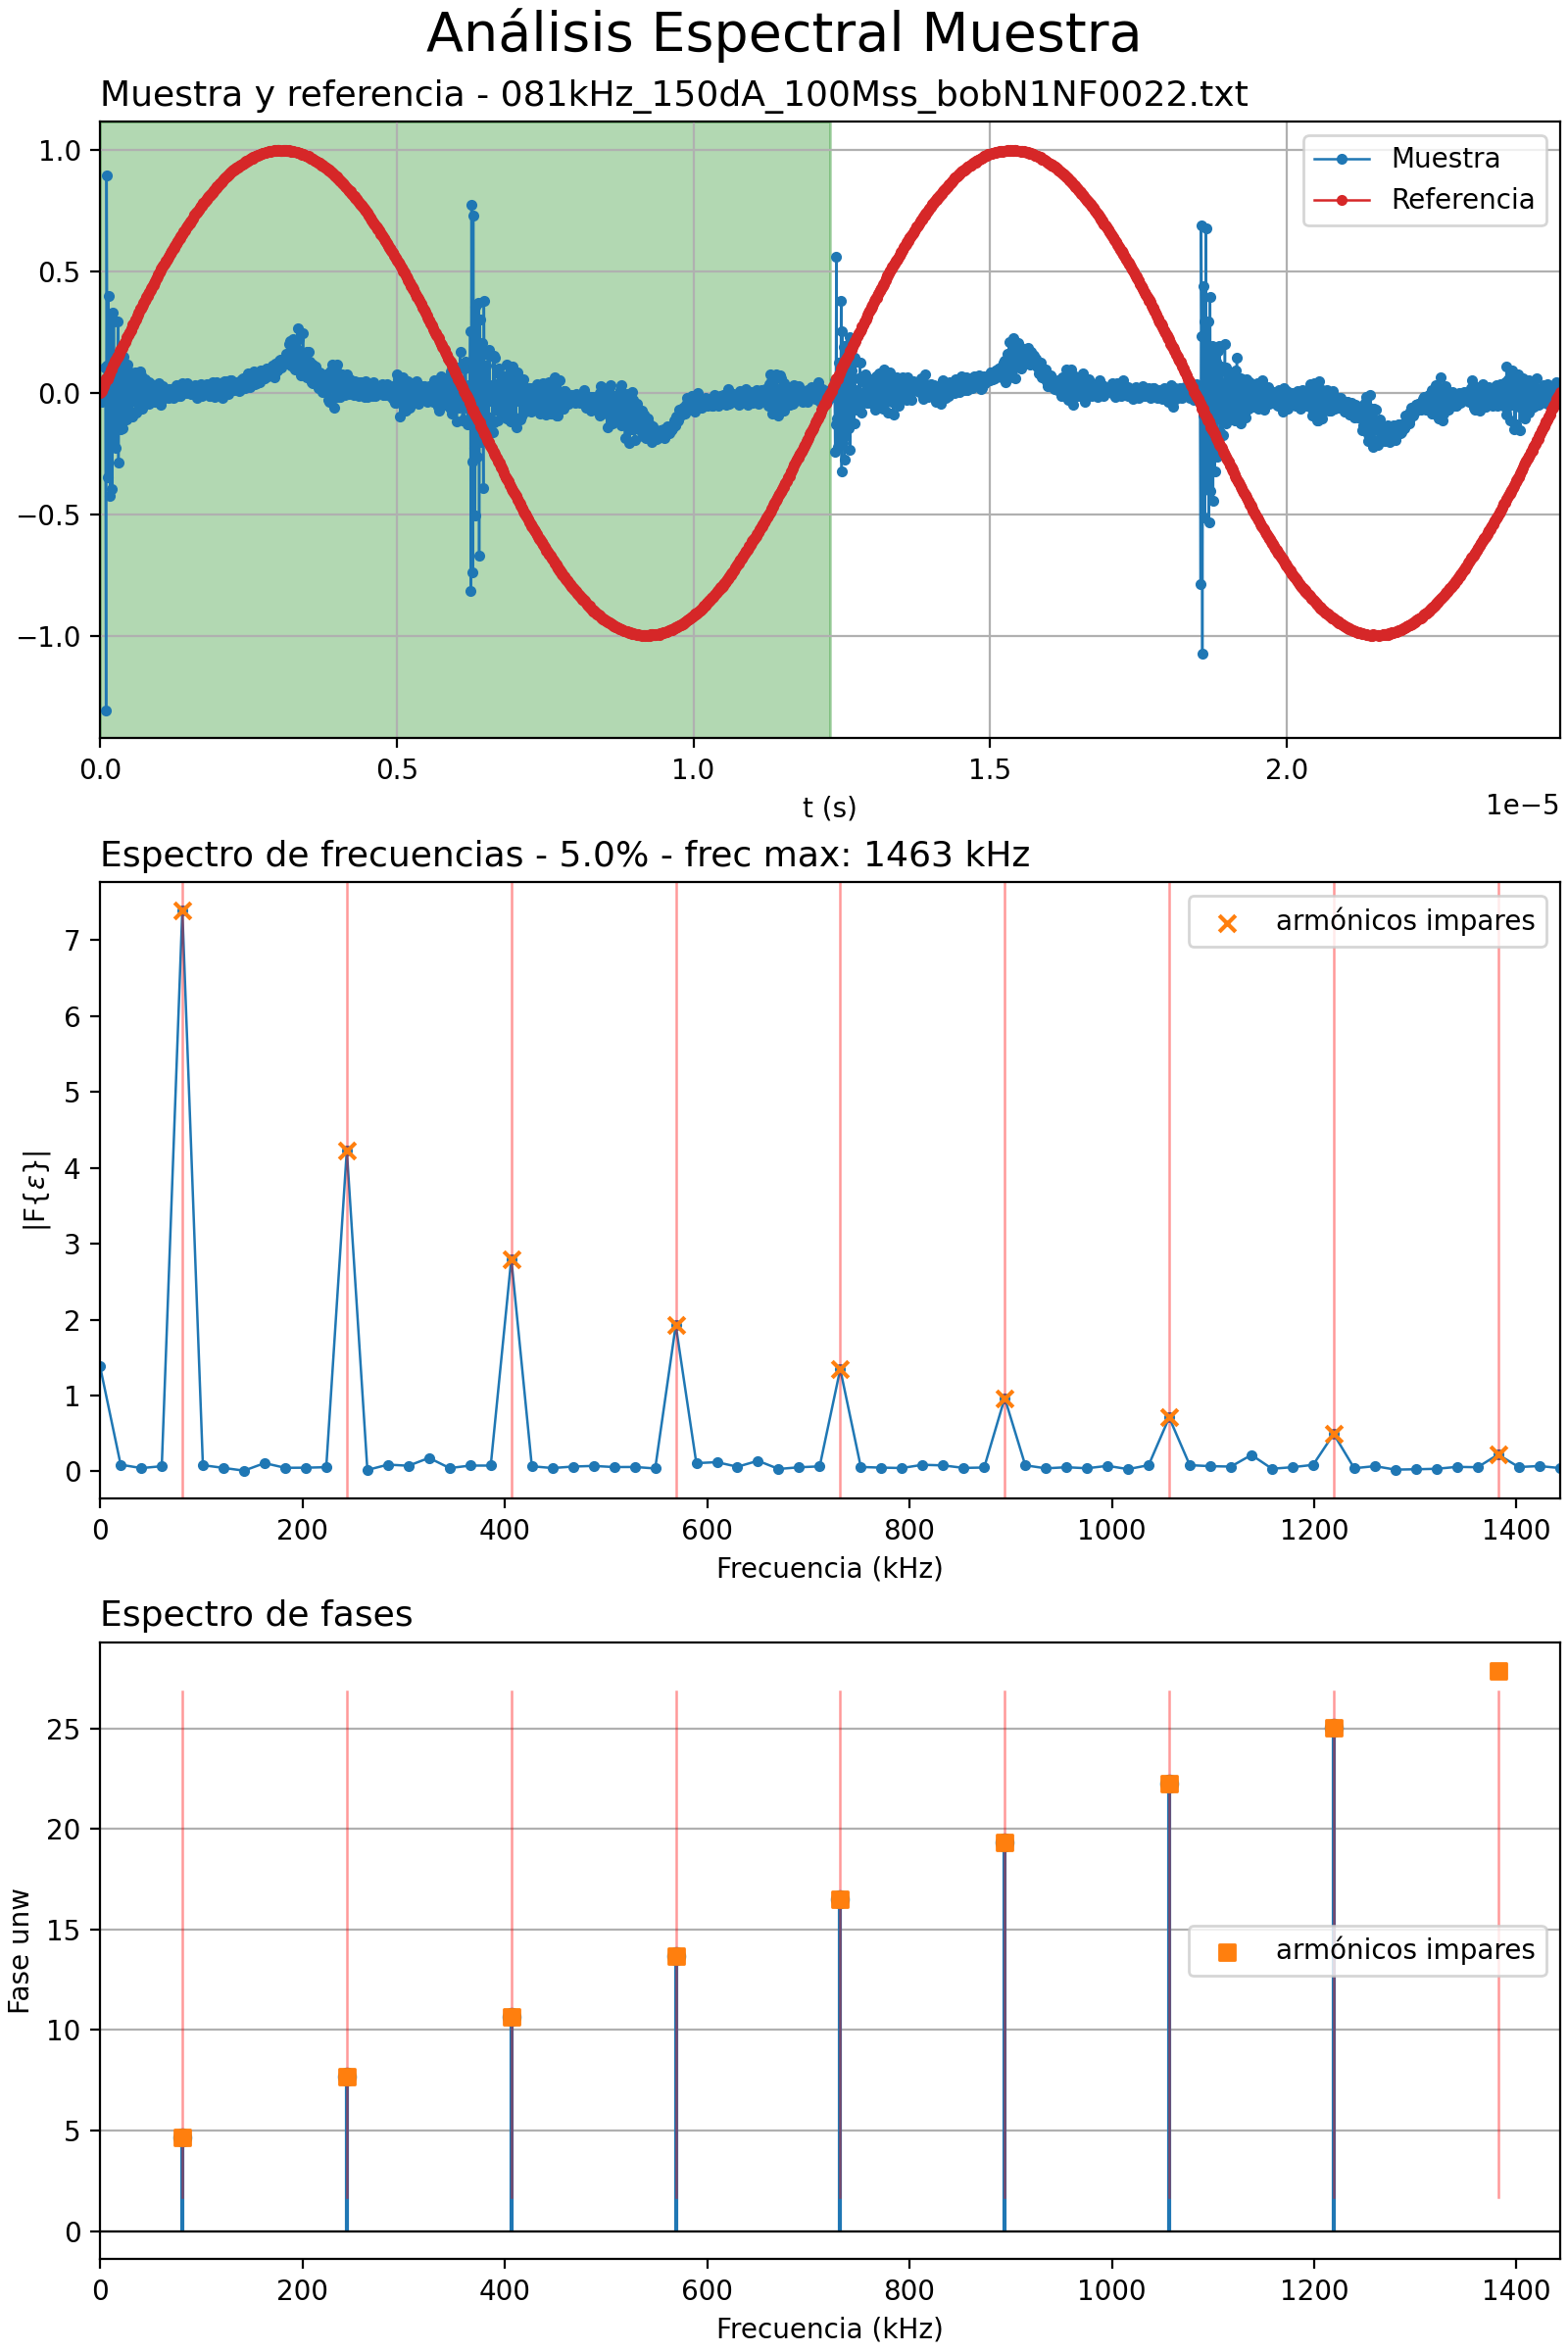 Análisis Espectral Muestra
Muestra y referencia - 081kHz_150dA_100Mss_bobN1NF0022.txt
Muestra
Referencia
1.0
0.5
0.0
−0.5
−1.0
0.0 0.5 1.0 1.5 2.0
t (s)
1e−5
Espectro de frecuencias - 5.0% - frec max: 1463 kHz
armónicos impares
|F{ε}|
7
6
5
4
3
2
1
0
0 200 400 600 800 1000 1200 1400
Frecuencia (kHz)
Espectro de fases
Fase unw
armónicos impares
25
20
15
10
5
0
0 200 400 600 800 1000 1200 1400
Frecuencia (kHz)